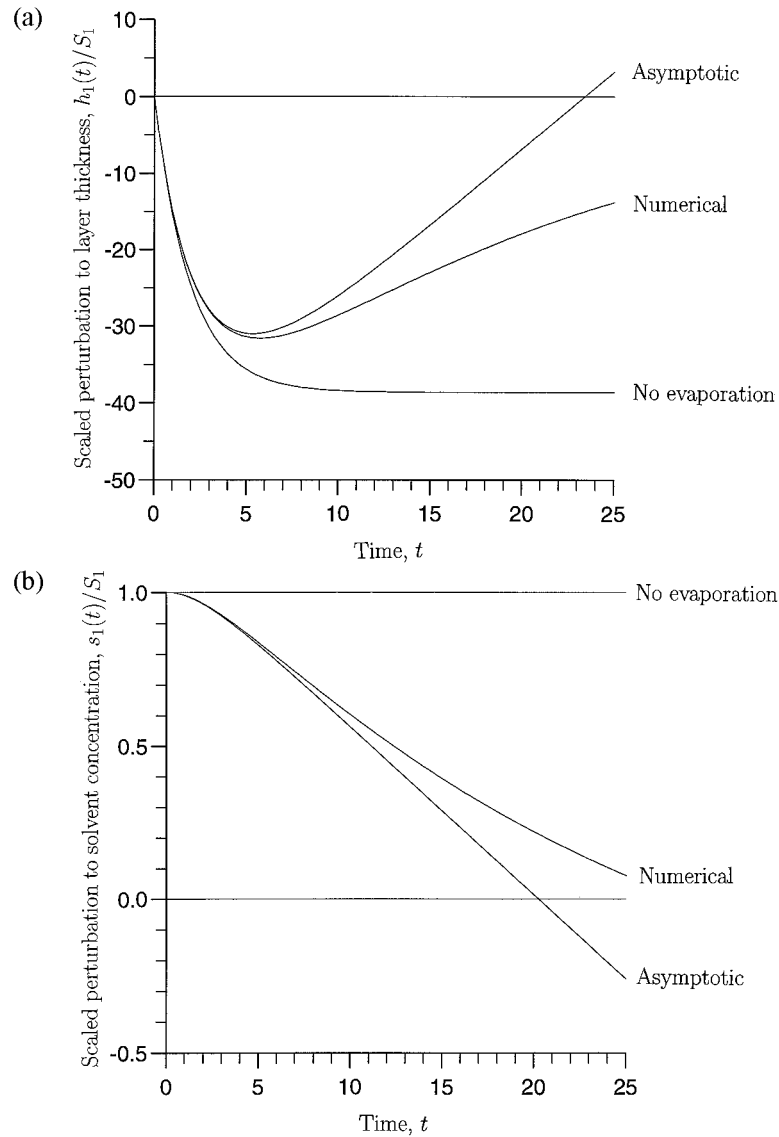 (a)
Scaled perturbation to layer thickness, h₁(t)/S₁
10
0
-10
-20
-30
-40
-50
Asymptotic
Numerical
No evaporation
0 5 10 15 20 25
Time, t
(b)
Scaled perturbation to solvent concentration, s₁(t)/S₁
1.0
0.5
0.0
-0.5
No evaporation
Numerical
Asymptotic
0 5 10 15 20 25
Time, t